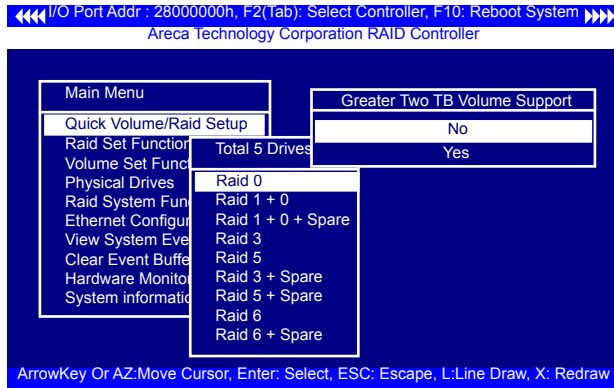 I/O Port Addr : 28000000h, F2(Tab): Select Controller, F10: Reboot System
Areca Technology Corporation RAID Controller
Main Menu
Quick Volume/Raid Setup
Raid Set Function
Volume Set Funct
Physical Drives
Raid System Fun
Ethernet Configur
View System Eve
Clear Event Buffe
Hardware Monito
System informatio
Total 5 Drives
Raid 0
Raid 1 + 0
Raid 1 + 0 + Spare
Raid 3
Raid 5
Raid 3 + Spare
Raid 5 + Spare
Raid 6
Raid 6 + Spare
Greater Two TB Volume Support
No
Yes
ArrowKey Or AZ:Move Cursor, Enter: Select, ESC: Escape, L:Line Draw, X: Redraw